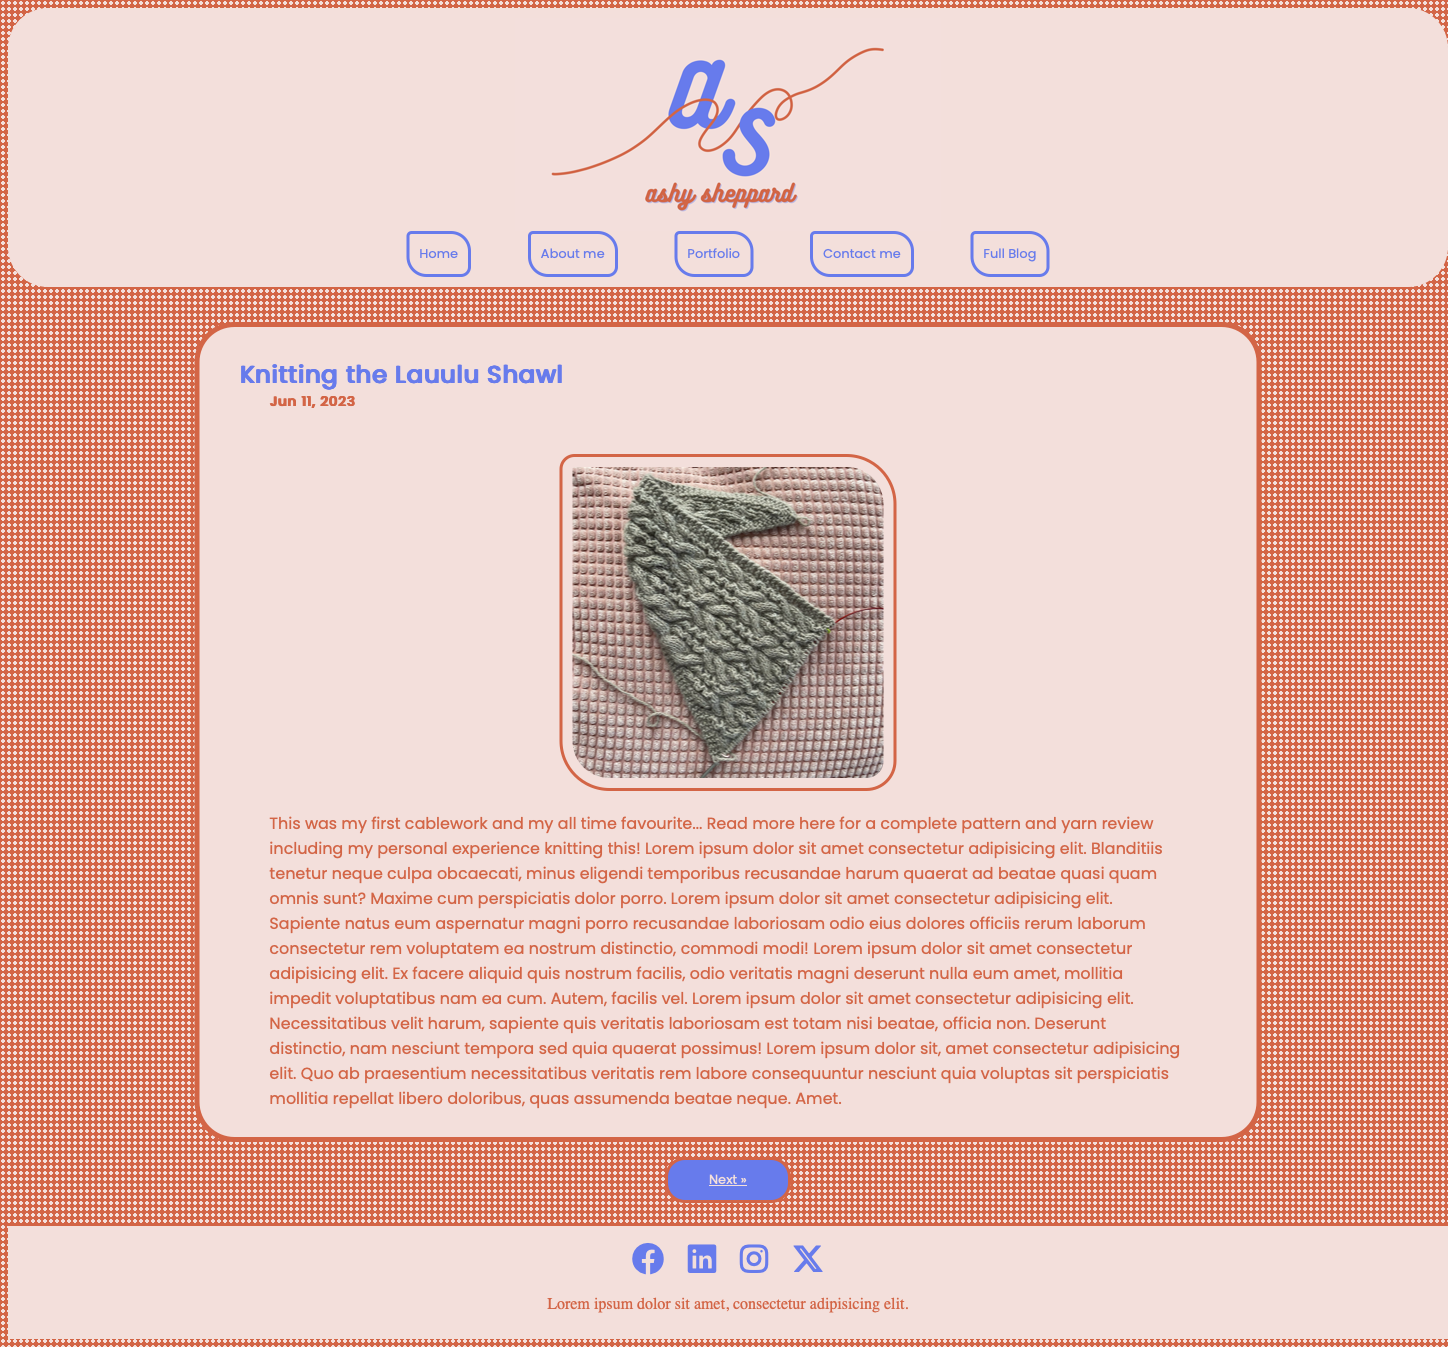 as
ashy sheppard
Home About me Portfolio Contact me Full Blog
Knitting the Lauulu Shawl
Jun 11, 2023
This was my first cablework and my all time favourite... Read more here for a complete pattern and yarn review
including my personal experience knitting this! Lorem ipsum dolor sit amet consectetur adipisicing elit. Blanditiis
tenetur neque culpa obcaecati, minus eligendi temporibus recusandae harum quaerat ad beatae quasi quam
omnis sunt? Maxime cum perspiciatis dolor porro. Lorem ipsum dolor sit amet consectetur adipisicing elit.
Sapiente natus eum aspernatur magni porro recusandae laboriosam odio eius dolores officiis rerum laborum
consectetur rem voluptatem ea nostrum distinctio, commodi modi! Lorem ipsum dolor sit amet consectetur
adipisicing elit. Ex facere aliquid quis nostrum facilis, odio veritatis magni deserunt nulla eum amet, mollitia
impedit voluptatibus nam ea cum. Autem, facilis vel. Lorem ipsum dolor sit amet consectetur adipisicing elit.
Necessitatibus velit harum, sapiente quis veritatis laboriosam est totam nisi beatae, officia non. Deserunt
distinctio, nam nesciunt tempora sed quia quaerat possimus! Lorem ipsum dolor sit, amet consectetur adipisicing
elit. Quo ab praesentium necessitatibus veritatis rem labore consequuntur nesciunt quia voluptas sit perspiciatis
mollitia repellat libero doloribus, quas assumenda beatae neque. Amet.
Next »
Lorem ipsum dolor sit amet, consectetur adipisicing elit.